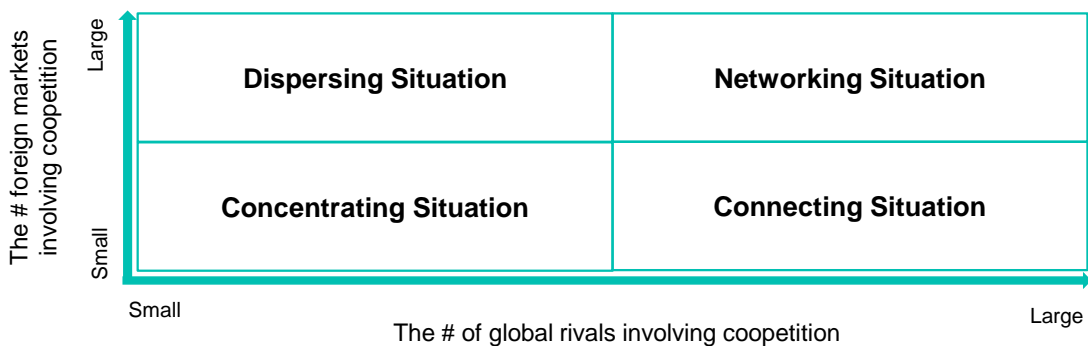 The # foreign markets
involving coopetition
Large
Small
Dispersing Situation
Networking Situation
Concentrating Situation
Connecting Situation
Small
Large
The # of global rivals involving coopetition